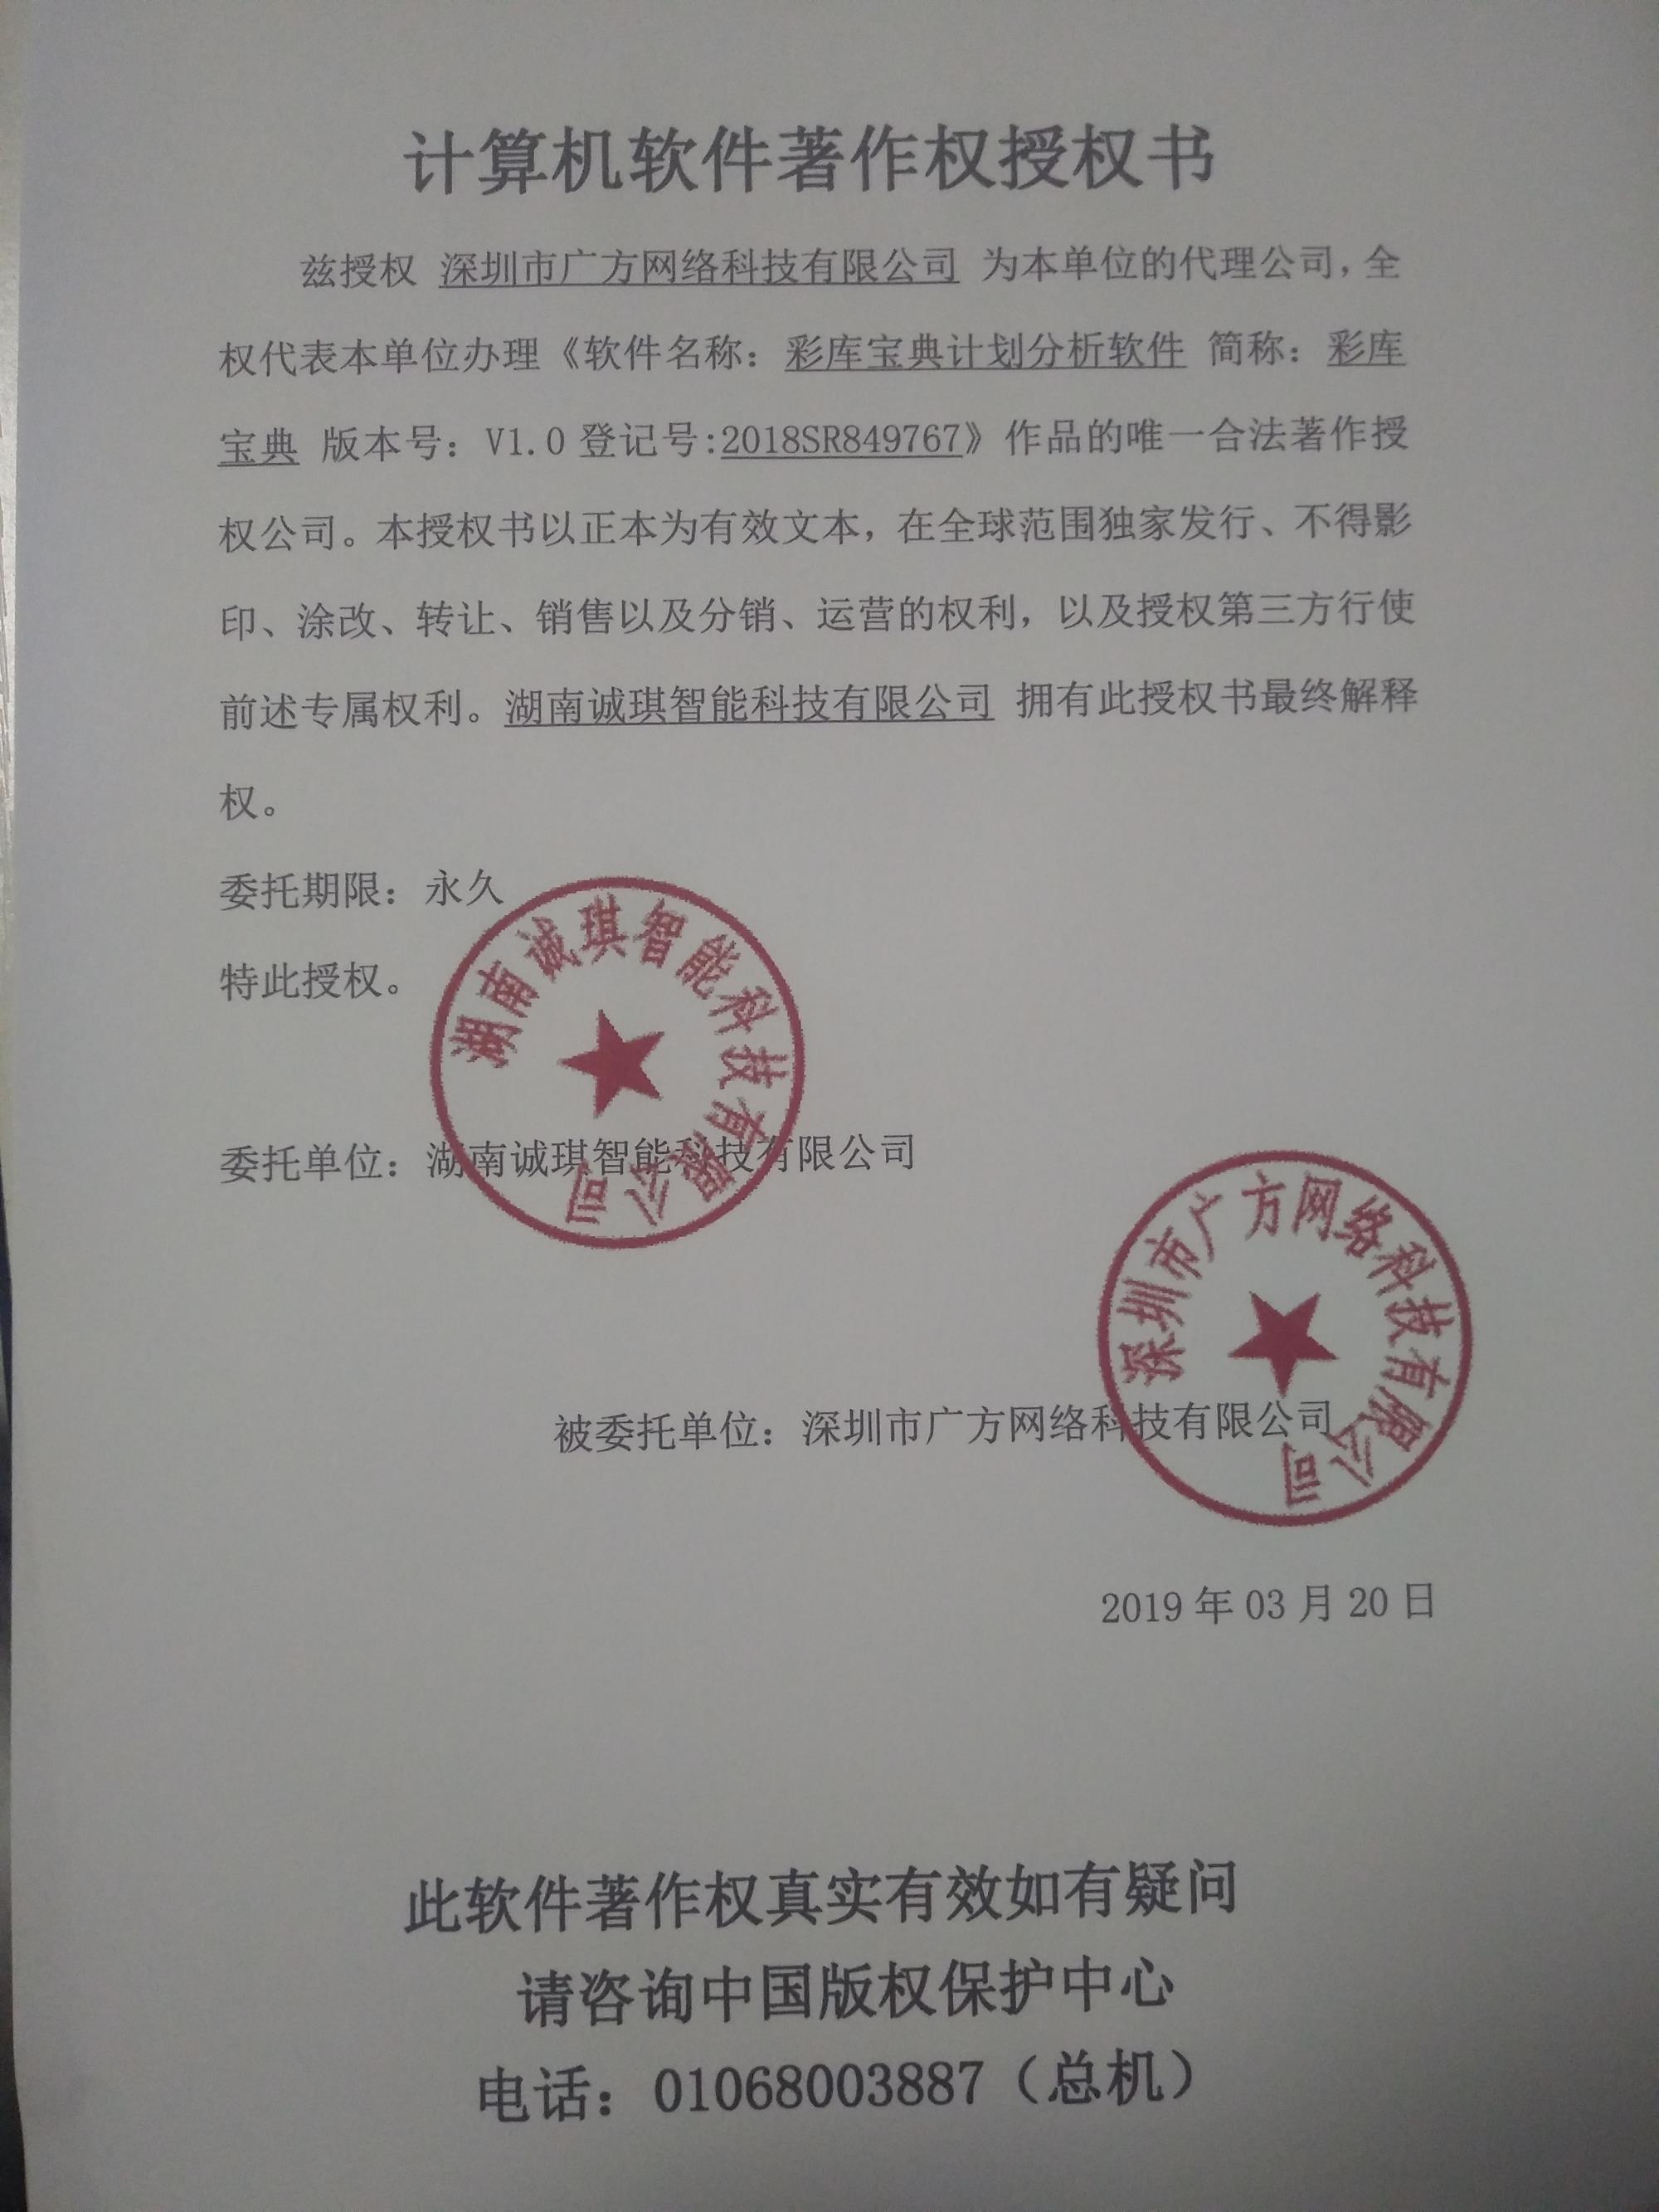 计算机软件著作权授权书
兹授权 深圳市广方网络科技有限公司 为本单位的代理公司，全
权代表本单位办理《软件名称：彩库宝典计划分析软件 简称：彩库
宝典 版本号：V1.0 登记号:2018SR849767》作品的唯一合法著作授
权公司。本授权书以正本为有效文本，在全球范围独家发行、不得影
印、涂改、转让、销售以及分销、运营的权利，以及授权第三方行使
前述专属权利。湖南诚琪智能科技有限公司 拥有此授权书最终解释
权。
委托期限：永久
特此授权。
湖南诚琪智能科技有限公司
委托单位：湖南诚琪智能科技有限公司
深圳市广方网络科技有限公司
被委托单位：深圳市广方网络科技有限公司
2019 年 03 月 20 日
此软件著作权真实有效如有疑问
请咨询中国版权保护中心
电话：01068003887（总机）